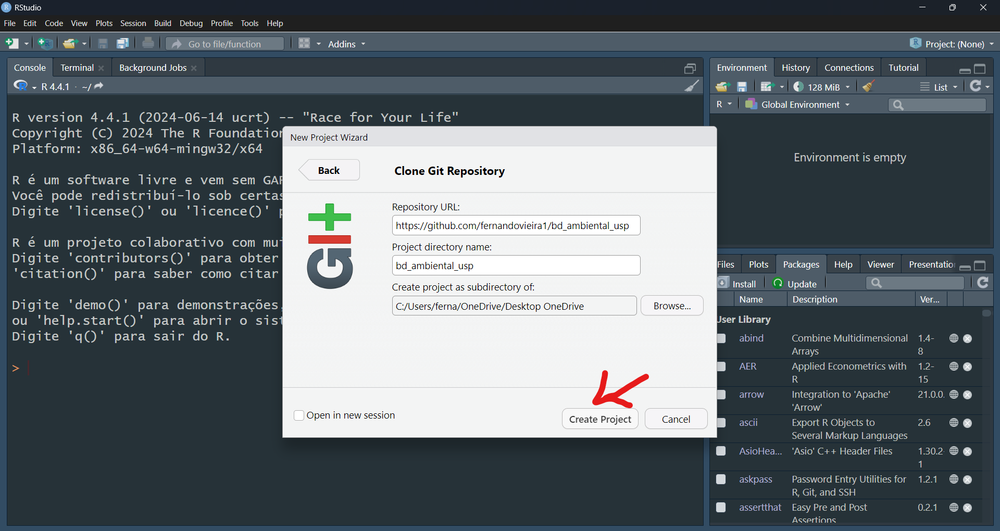 RStudio
File Edit Code View Plots Session Build Debug Profile Tools Help
Go to file/function
Addins
Project: (None)
Console Terminal Background Jobs
R 4.4.1 · ~/
R version 4.4.1 (2024-06-14 ucrt) -- "Race for Your Life"
Copyright (C) 2024 The R Foundation
Platform: x86_64-w64-mingw32/x64
R é um software livre e vem sem GAR
Você pode redistribuí-lo sob certas
Digite 'license()' ou 'licence()' p
R é um projeto colaborativo com mui
Digite 'contributors()' para obter
'citation()' para saber como citar
Digite 'demo()' para demonstrações,
ou 'help.start()' para abrir o sist
Digite 'q()' para sair do R.
>
New Project Wizard
Back
Clone Git Repository
Git
Repository URL:
https://github.com/fernandovieira1/bd_ambiental_usp
Project directory name:
bd_ambiental_usp
Create project as subdirectory of:
C:/Users/ferna/OneDrive/Desktop OneDrive
Browse...
Open in new session
Create Project
Cancel
Environment History Connections Tutorial
128 MiB
List
R
Global Environment
Environment is empty
Files Plots Packages Help Viewer Presentatio
Install Update
Name Description Ver...
User Library
abind Combine Multidimensional 1.4-
Arrays 8
AER Applied Econometrics with 1.2-
R 15
arrow Integration to 'Apache' 21.0.0.
'Arrow'
ascii Export R Objects to 2.6
Several Markup Languages
AsioHea... 'Asio' C++ Header Files 1.30.2-
1
askpass Password Entry Utilities for 1.2.1
R, Git, and SSH
assertthat Easy Pre and Post 0.2.1
Assertions